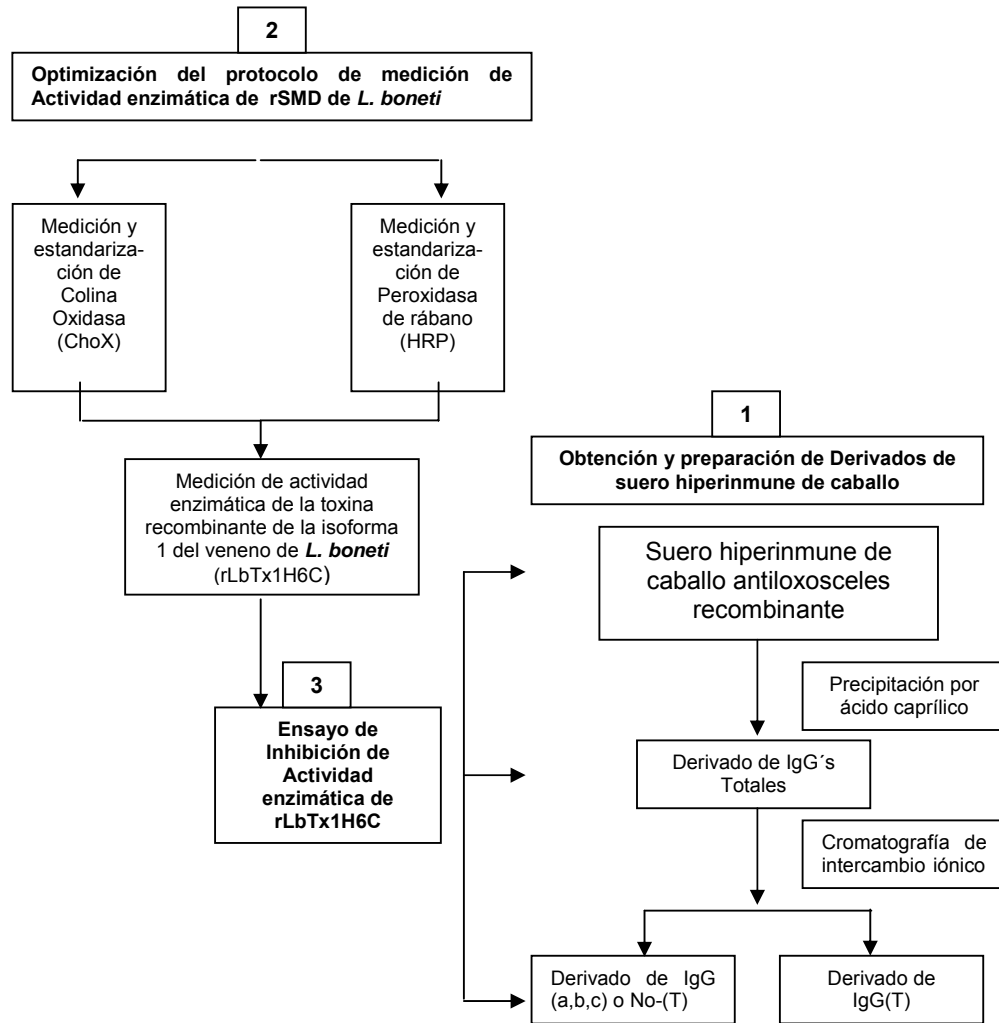 2
Optimización del protocolo de medición de
Actividad enzimática de rSMD de L. boneti
Medición y
estandariza-
ción de
Colina
Oxidasa
(ChoX)
Medición y
estandariza-
ción de
Peroxidasa
de rábano
(HRP)
Medición de actividad
enzimática de la toxina
recombinante de la isoforma
1 del veneno de L. boneti
(rLbTx1H6C)
3
Ensayo de
Inhibición de
Actividad
enzimática de
rLbTx1H6C
1
Obtención y preparación de Derivados de
suero hiperinmune de caballo
Suero hiperinmune de
caballo antiloxosceles
recombinante
Precipitación por
ácido caprílico
Derivado de IgG´s
Totales
Cromatografía de
intercambio iónico
Derivado de IgG
(a,b,c) o No-(T)
Derivado de
IgG(T)